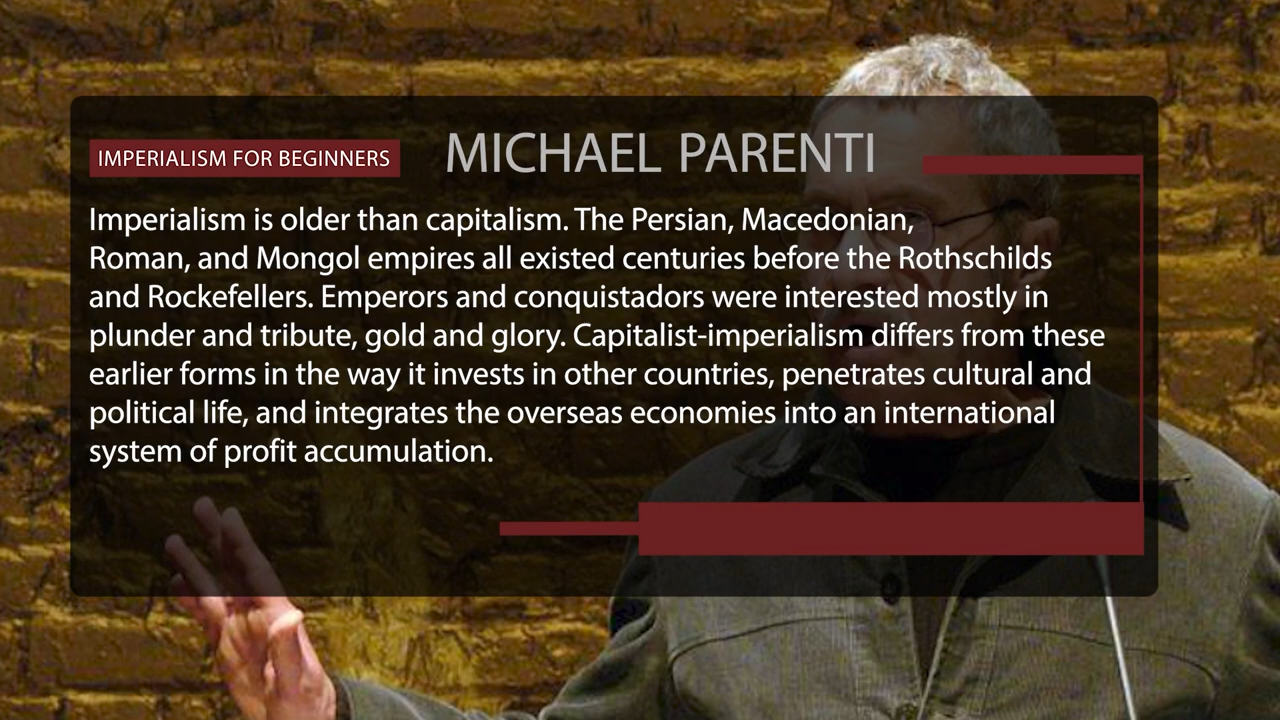 IMPERIALISM FOR BEGINNERS
MICHAEL PARENTI
Imperialism is older than capitalism. The Persian, Macedonian,
Roman, and Mongol empires all existed centuries before the Rothschilds
and Rockefellers. Emperors and conquistadors were interested mostly in
plunder and tribute, gold and glory. Capitalist-imperialism differs from these
earlier forms in the way it invests in other countries, penetrates cultural and
political life, and integrates the overseas economies into an international
system of profit accumulation.